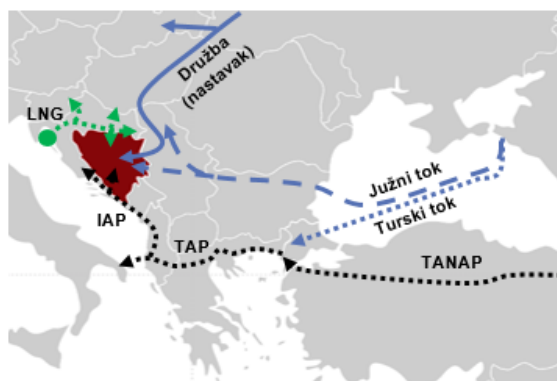 Družba
(nastavak)
LNG
Južni tok
Turski tok
IAP
TAP
TANAP